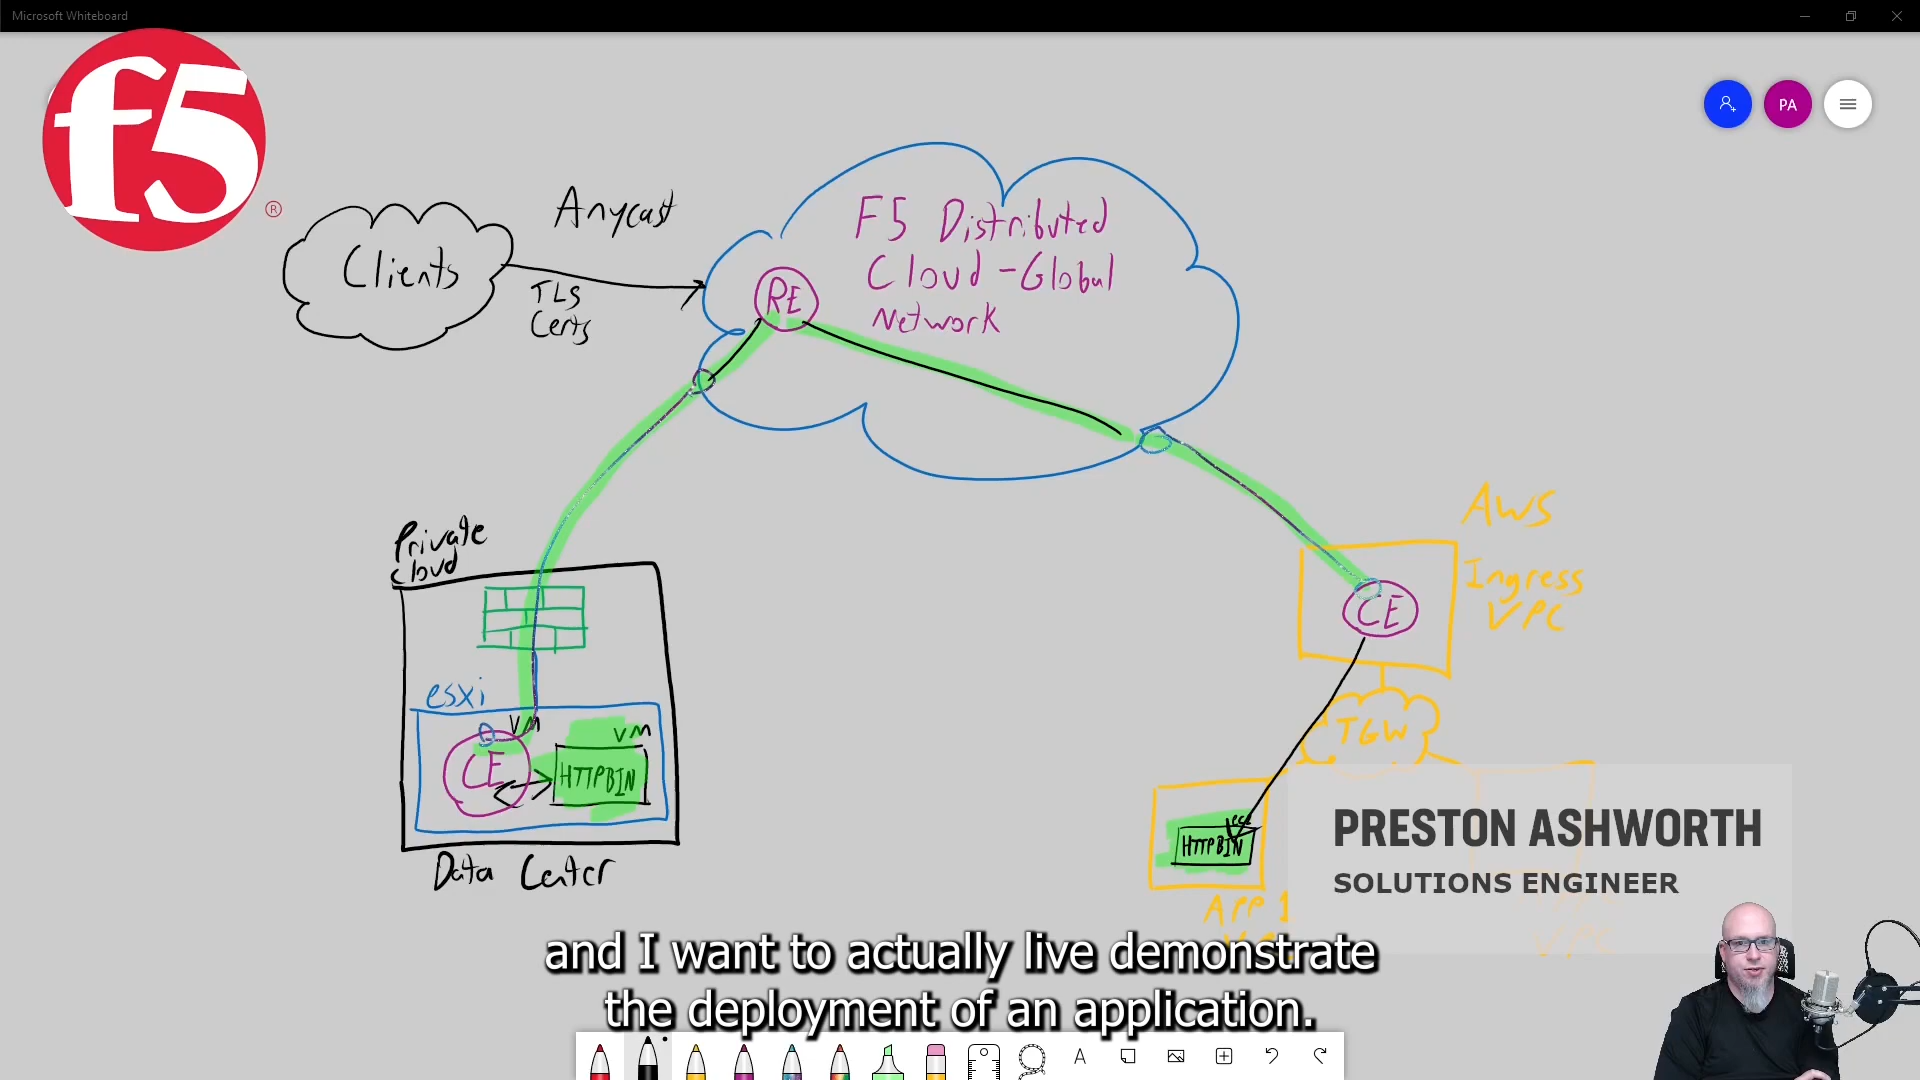 Microsoft Whiteboard
f5
®
PA
Clients
Anycast
TLS
Certs
RE
F5 Distributed
Cloud - Global
Network
Private
Cloud
esxi
VM
VM
CE
HTTPBIN
Data Center
AWS
Ingress
VPC
CE
TGW
HTTPBIN
APP 1
VPC
PRESTON ASHWORTH
SOLUTIONS ENGINEER
and I want to actually live demonstrate
the deployment of an application.
A